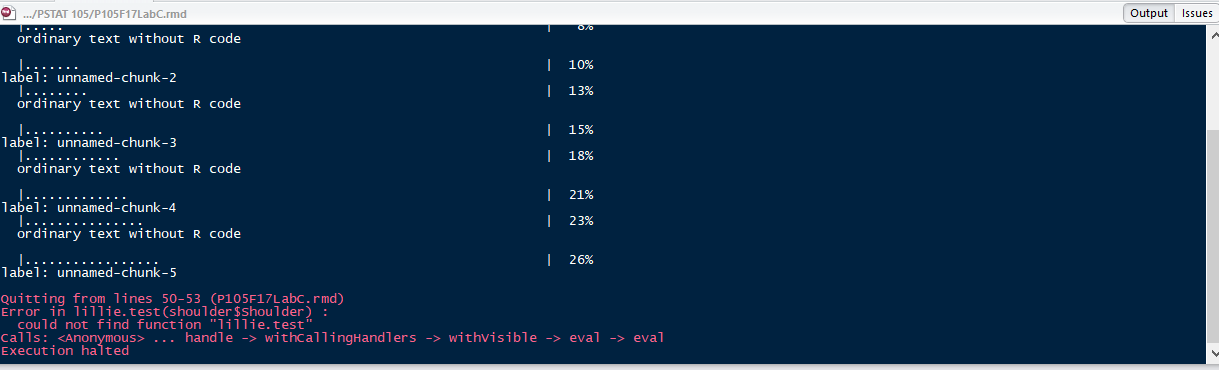 .../PSTAT 105/P105F17LabC.rmd
Output
Issues
|..... | 8%
ordinary text without R code
|....... | 10%
label: unnamed-chunk-2
|........ | 13%
ordinary text without R code
|.......... | 15%
label: unnamed-chunk-3
|............ | 18%
ordinary text without R code
|............. | 21%
label: unnamed-chunk-4
|............... | 23%
ordinary text without R code
|................. | 26%
label: unnamed-chunk-5
Quitting from lines 50-53 (P105F17LabC.rmd)
Error in lillie.test(shoulder$Shoulder) :
could not find function "lillie.test"
Calls: <Anonymous> ... handle -> withCallingHandlers -> withVisible -> eval -> eval
Execution halted